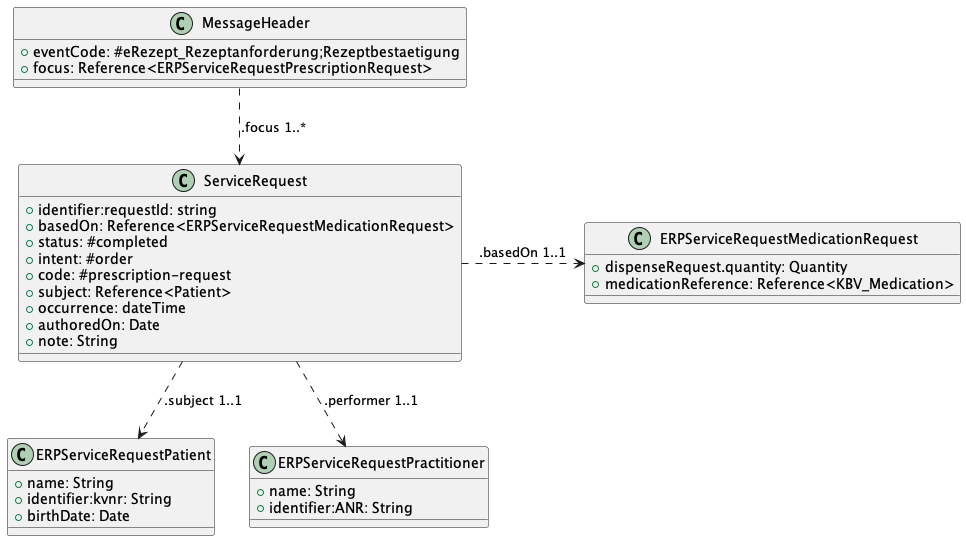 C MessageHeader
eventCode: #eRezept_Rezeptanforderung;Rezeptbestaetigung
focus: Reference<ERPServiceRequestPrescriptionRequest>
.focus 1..*
C ServiceRequest
identifier:requestId: string
basedOn: Reference<ERPServiceRequestMedicationRequest>
status: #completed
intent: #order
code: #prescription-request
subject: Reference<Patient>
occurrence: dateTime
authoredOn: Date
note: String
.basedOn 1..1
C ERPServiceRequestMedicationRequest
dispenseRequest.quantity: Quantity
medicationReference: Reference<KBV_Medication>
.subject 1..1
.performer 1..1
C ERPServiceRequestPatient
name: String
identifier:kvnr: String
birthDate: Date
C ERPServiceRequestPractitioner
name: String
identifier:ANR: String